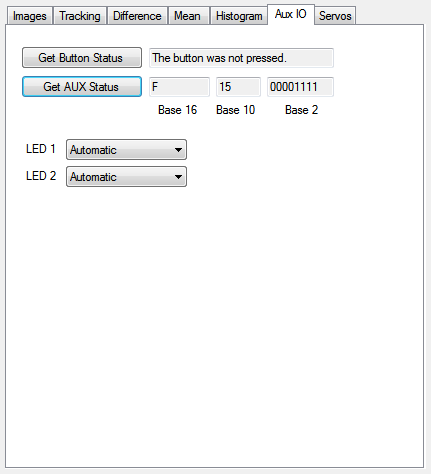 Images Tracking Difference Mean Histogram Aux IO Servos
Get Button Status The button was not pressed.
Get AUX Status F 15 00001111
Base 16 Base 10 Base 2
LED 1 Automatic
LED 2 Automatic